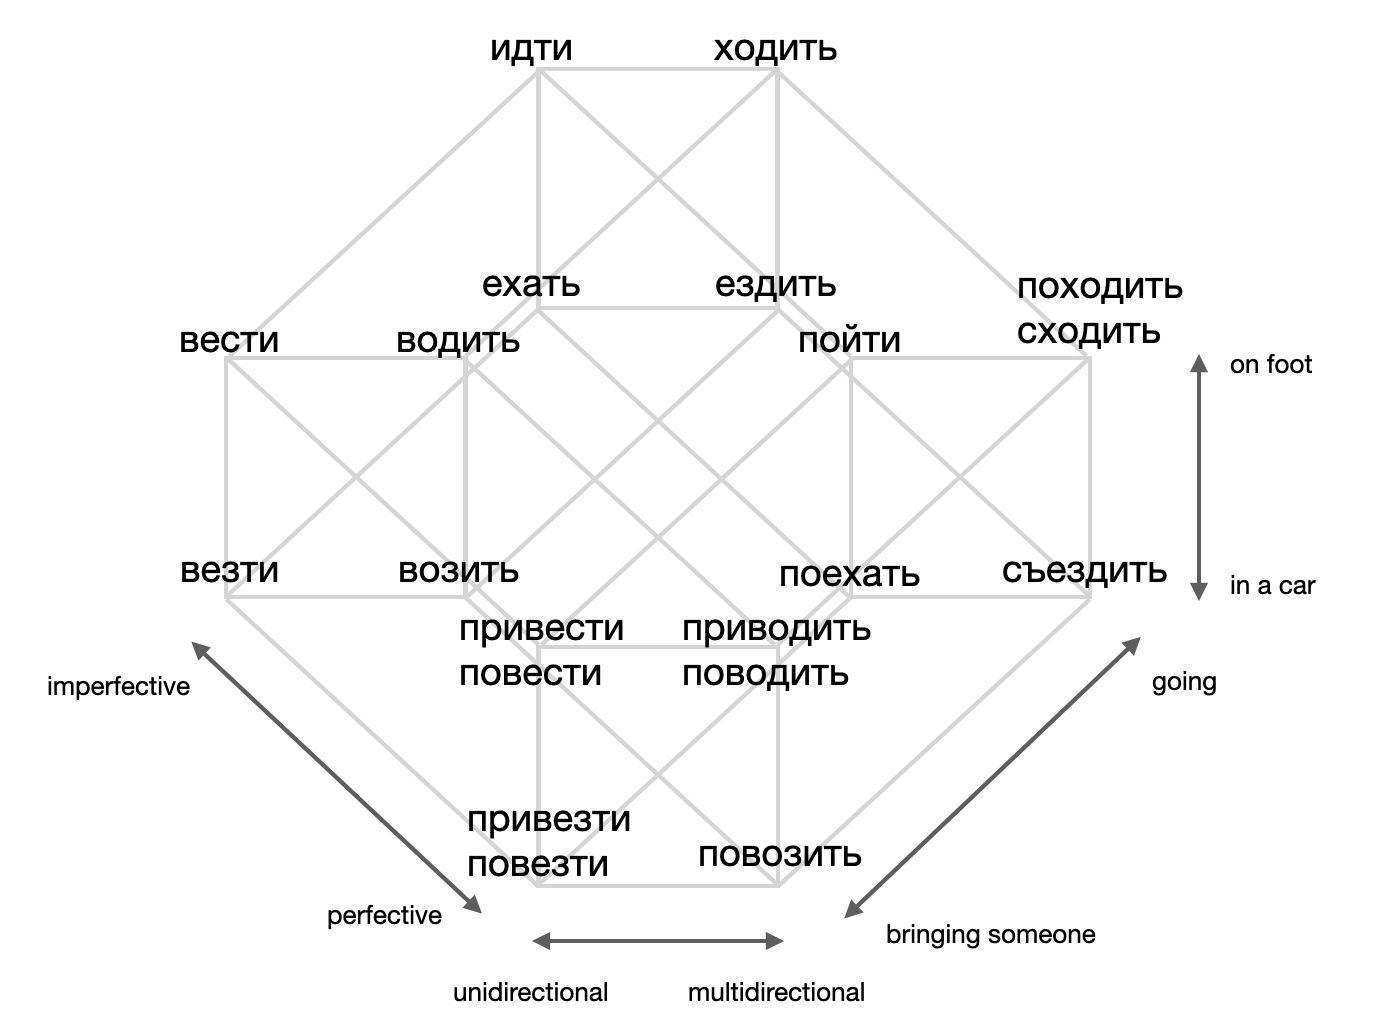 идти
ходить
ехать
ездить
походить
сходить
вести
водить
пойти
on foot
везти
возить
поехать
съездить
in a car
привести
повести
приводить
поводить
imperfective
going
привезти
повезти
повозить
perfective
bringing someone
unidirectional
multidirectional